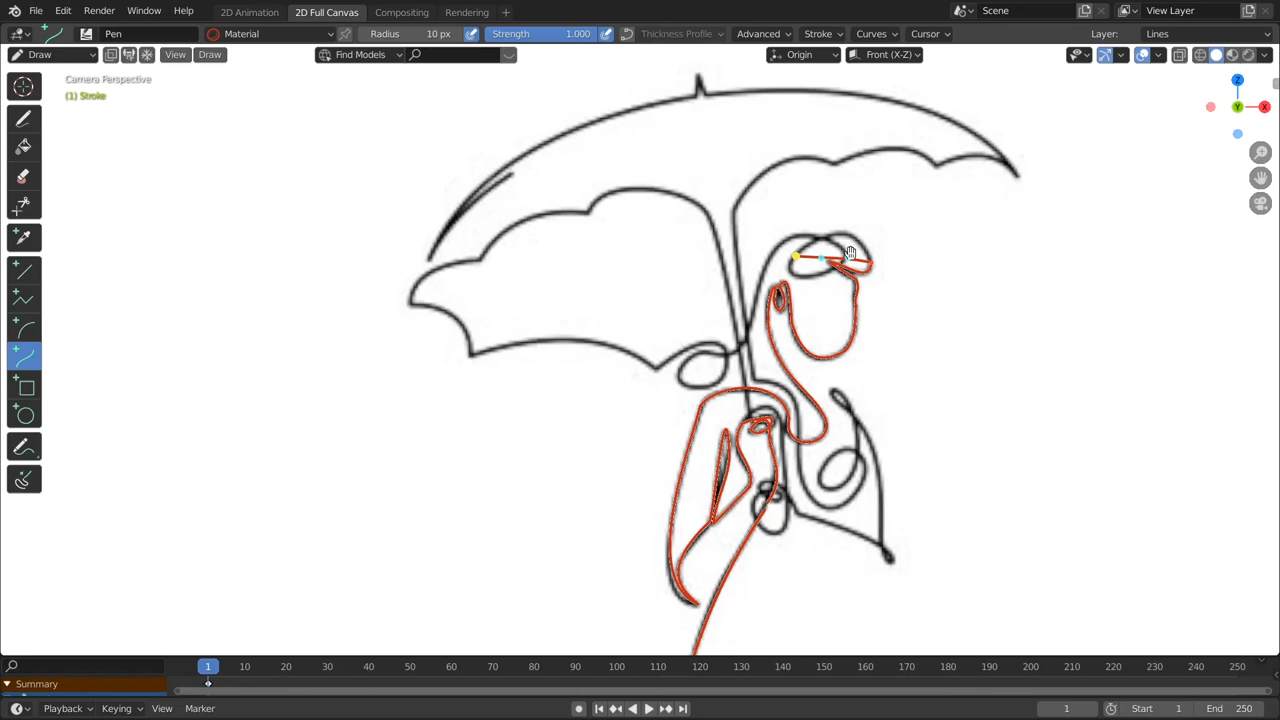 File Edit Render Window Help 2D Animation 2D Full Canvas Compositing Rendering + Scene View Layer
Pen Material Radius 10 px Strength 1.000 Thickness Profile Advanced Stroke Curves Cursor Layer: Lines
Draw View Draw Find Models Origin Front (X-Z)
Camera Perspective
(1) Stroke
Z
Y
X
1 10 20 30 40 50 60 70 80 90 100 110 120 130 140 150 160 170 180 190 200 210 220 230 240 250
Summary
Playback Keying View Marker 1 Start 1 End 250